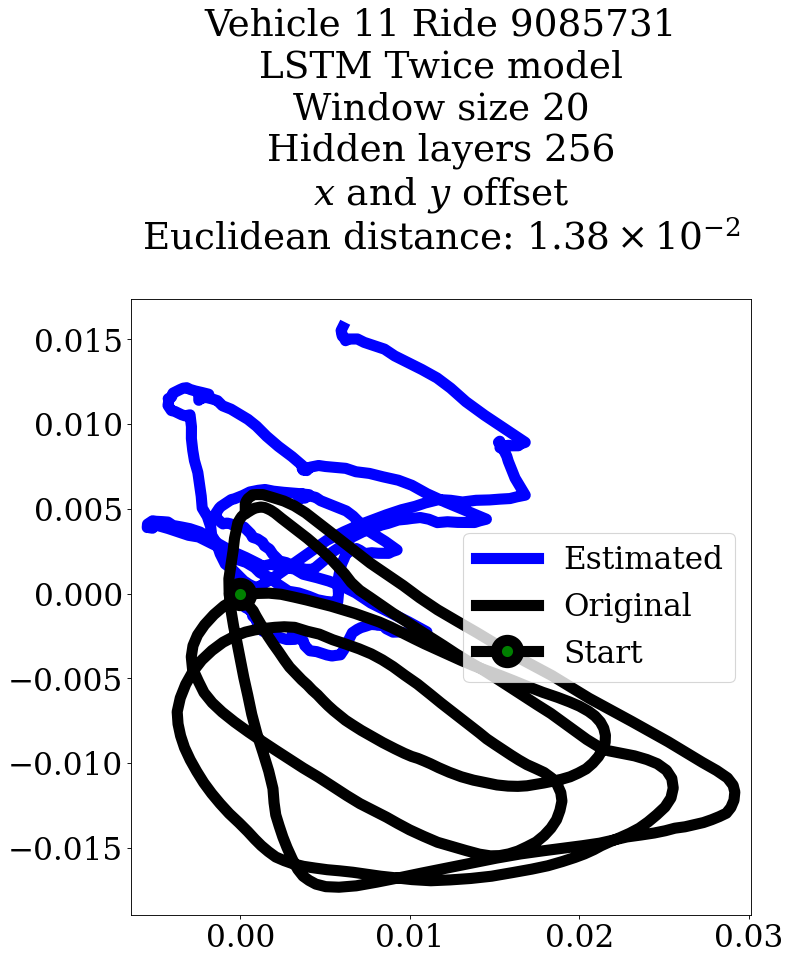 Vehicle 11 Ride 9085731
LSTM Twice model
Window size 20
Hidden layers 256
x and y offset
Euclidean distance: 1.38 × 10⁻²
0.015
0.010
0.005
0.000
−0.005
−0.010
−0.015
Estimated
Original
Start
0.00 0.01 0.02 0.03